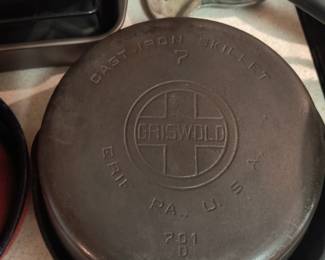 CAST IRON SKILLET
7
GRISWOLD
ERIE PA., U.S.A.
701
D